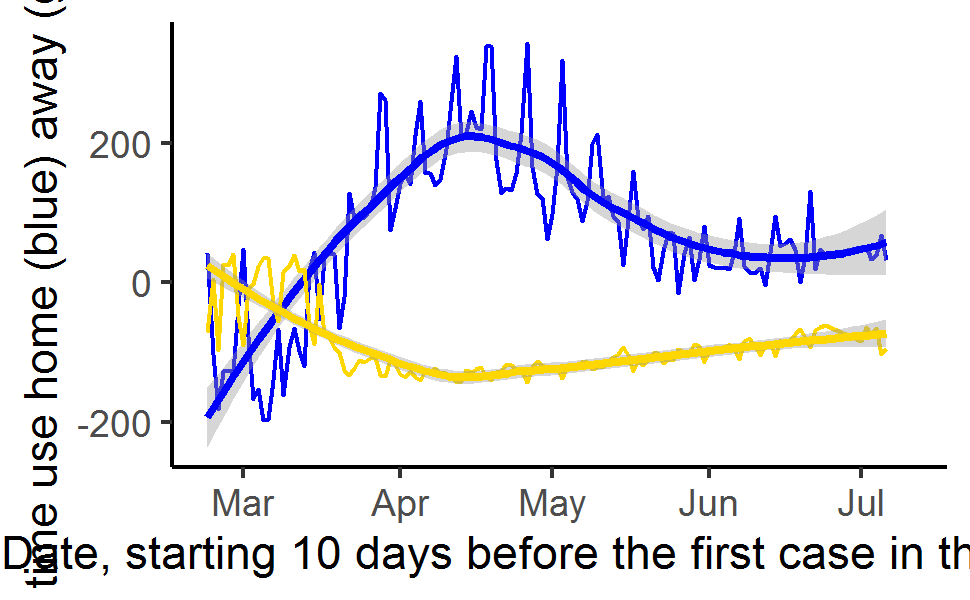 time use home (blue) away (
200
0
-200
Mar Apr May Jun Jul
Date, starting 10 days before the first case in th